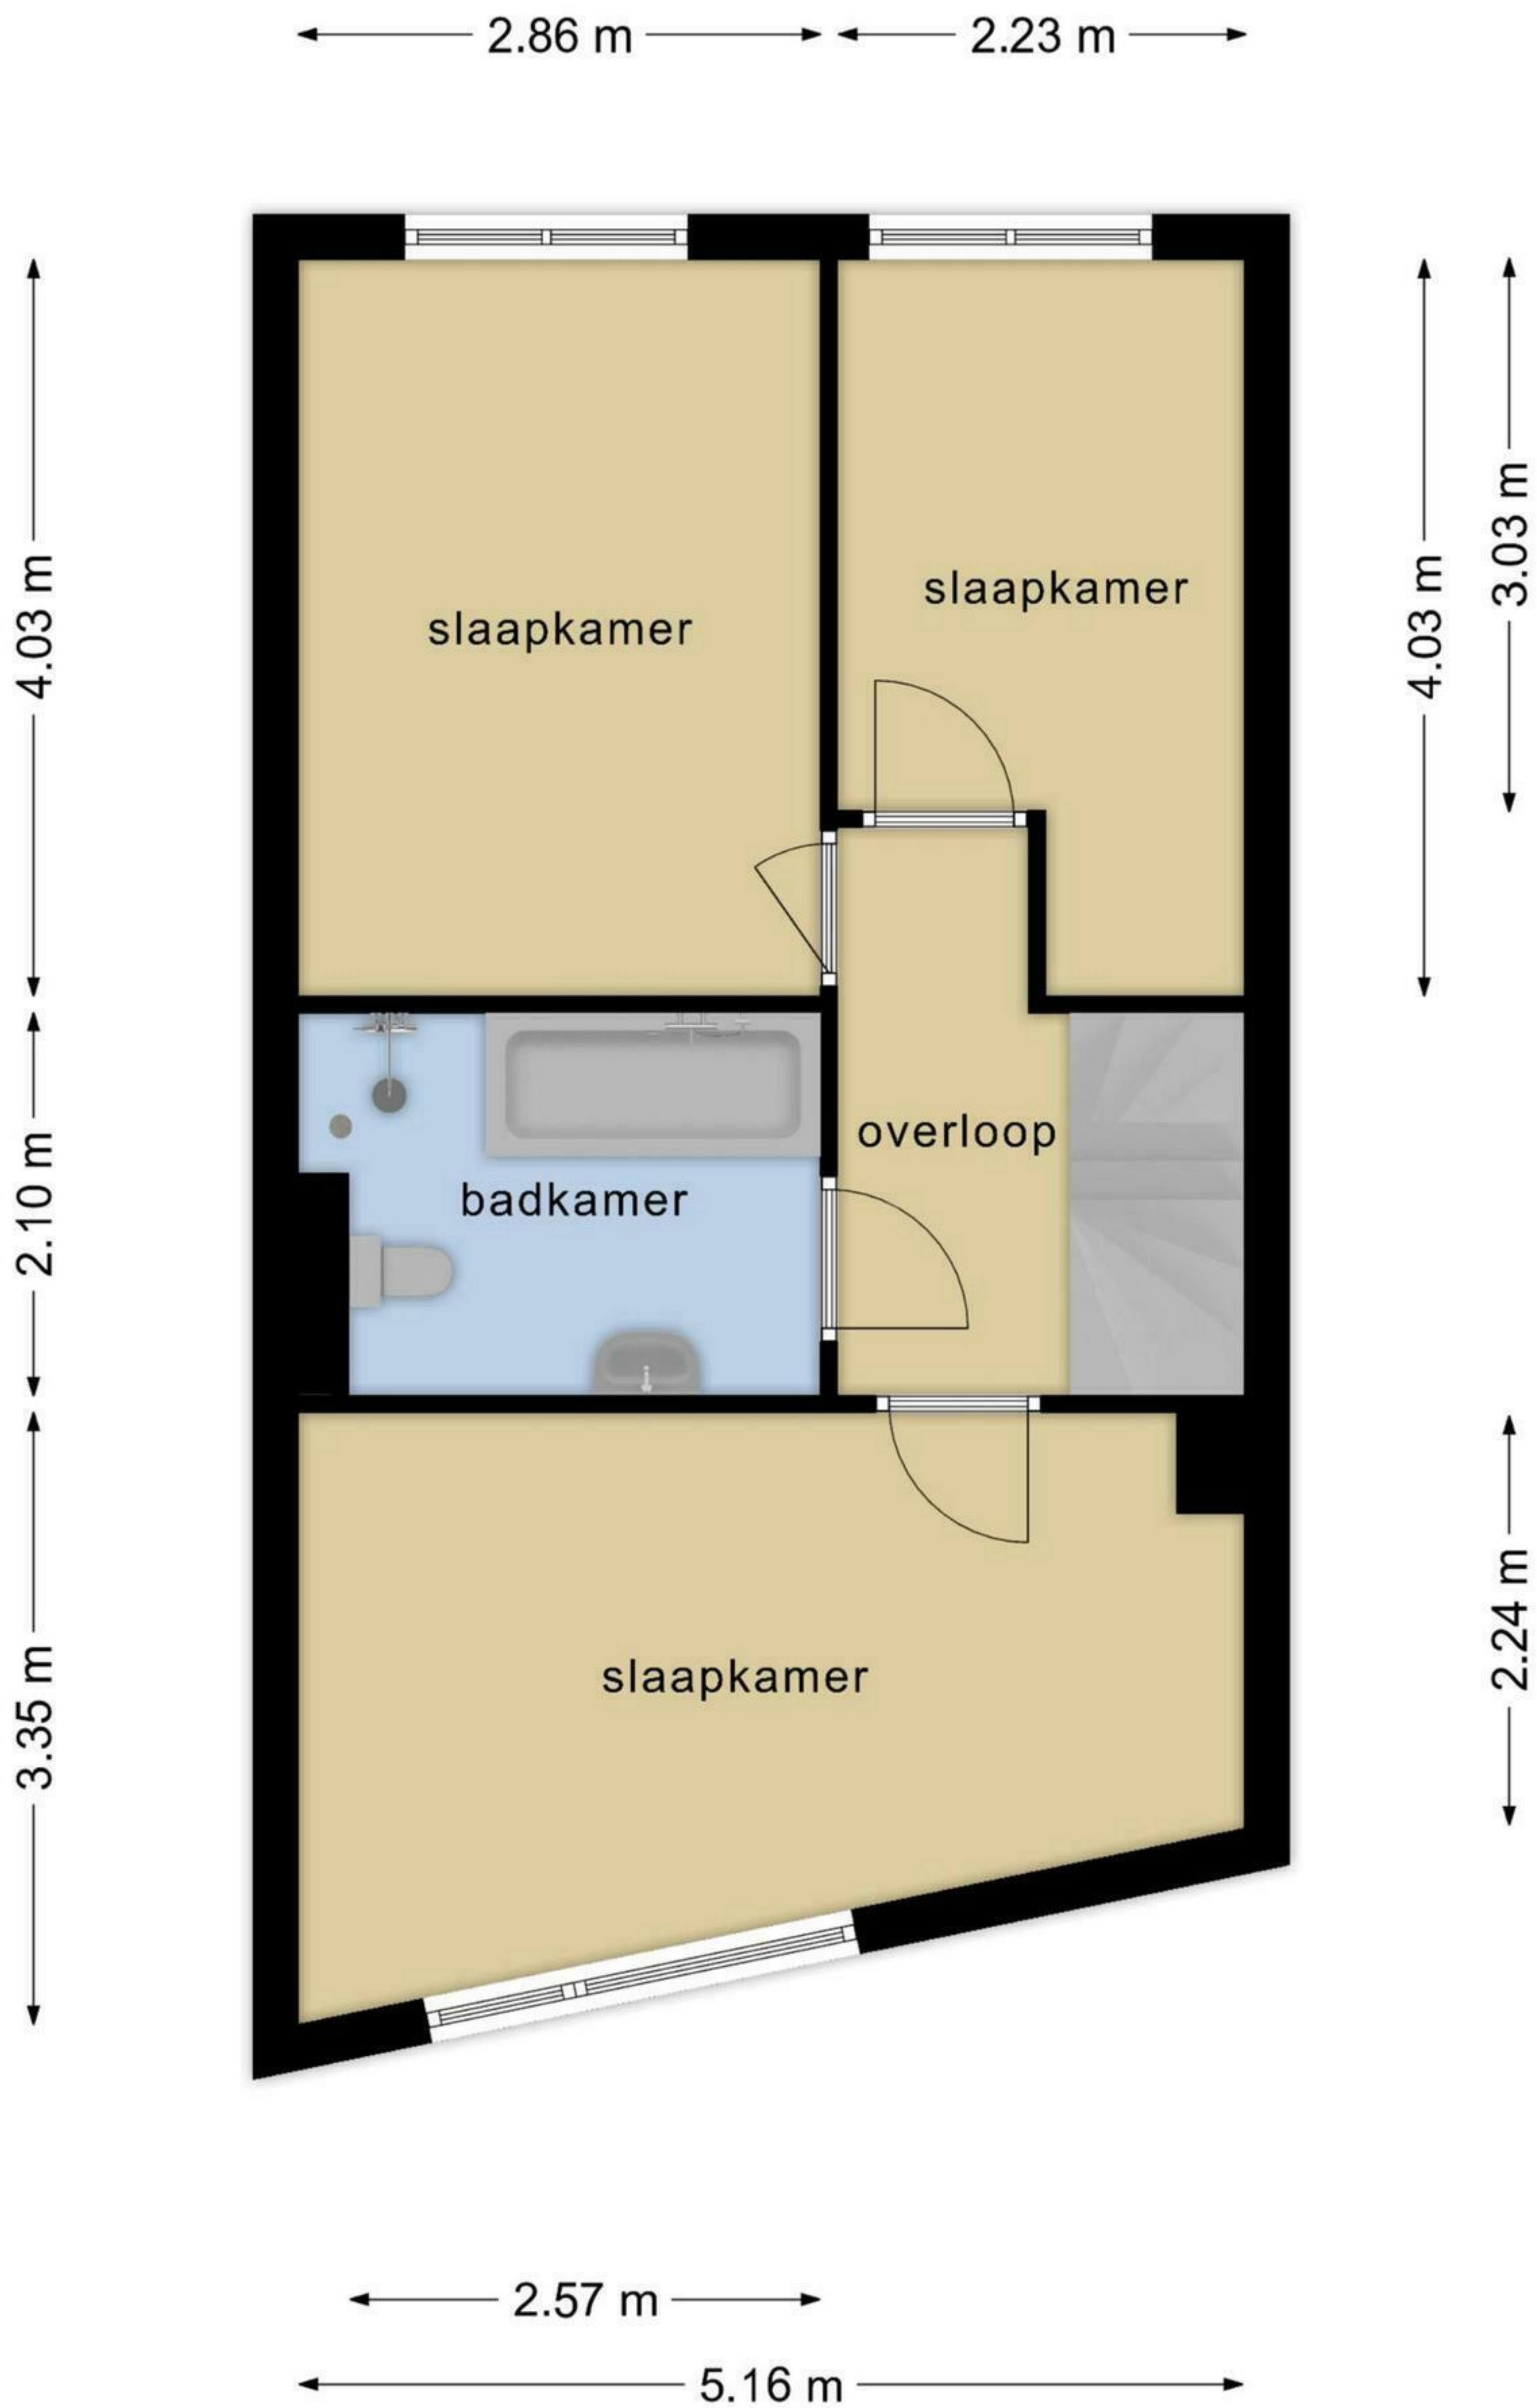 2.86 m
2.23 m
4.03 m
4.03 m
3.03 m
slaapkamer
slaapkamer
2.10 m
overloop
badkamer
3.35 m
2.24 m
slaapkamer
2.57 m
5.16 m